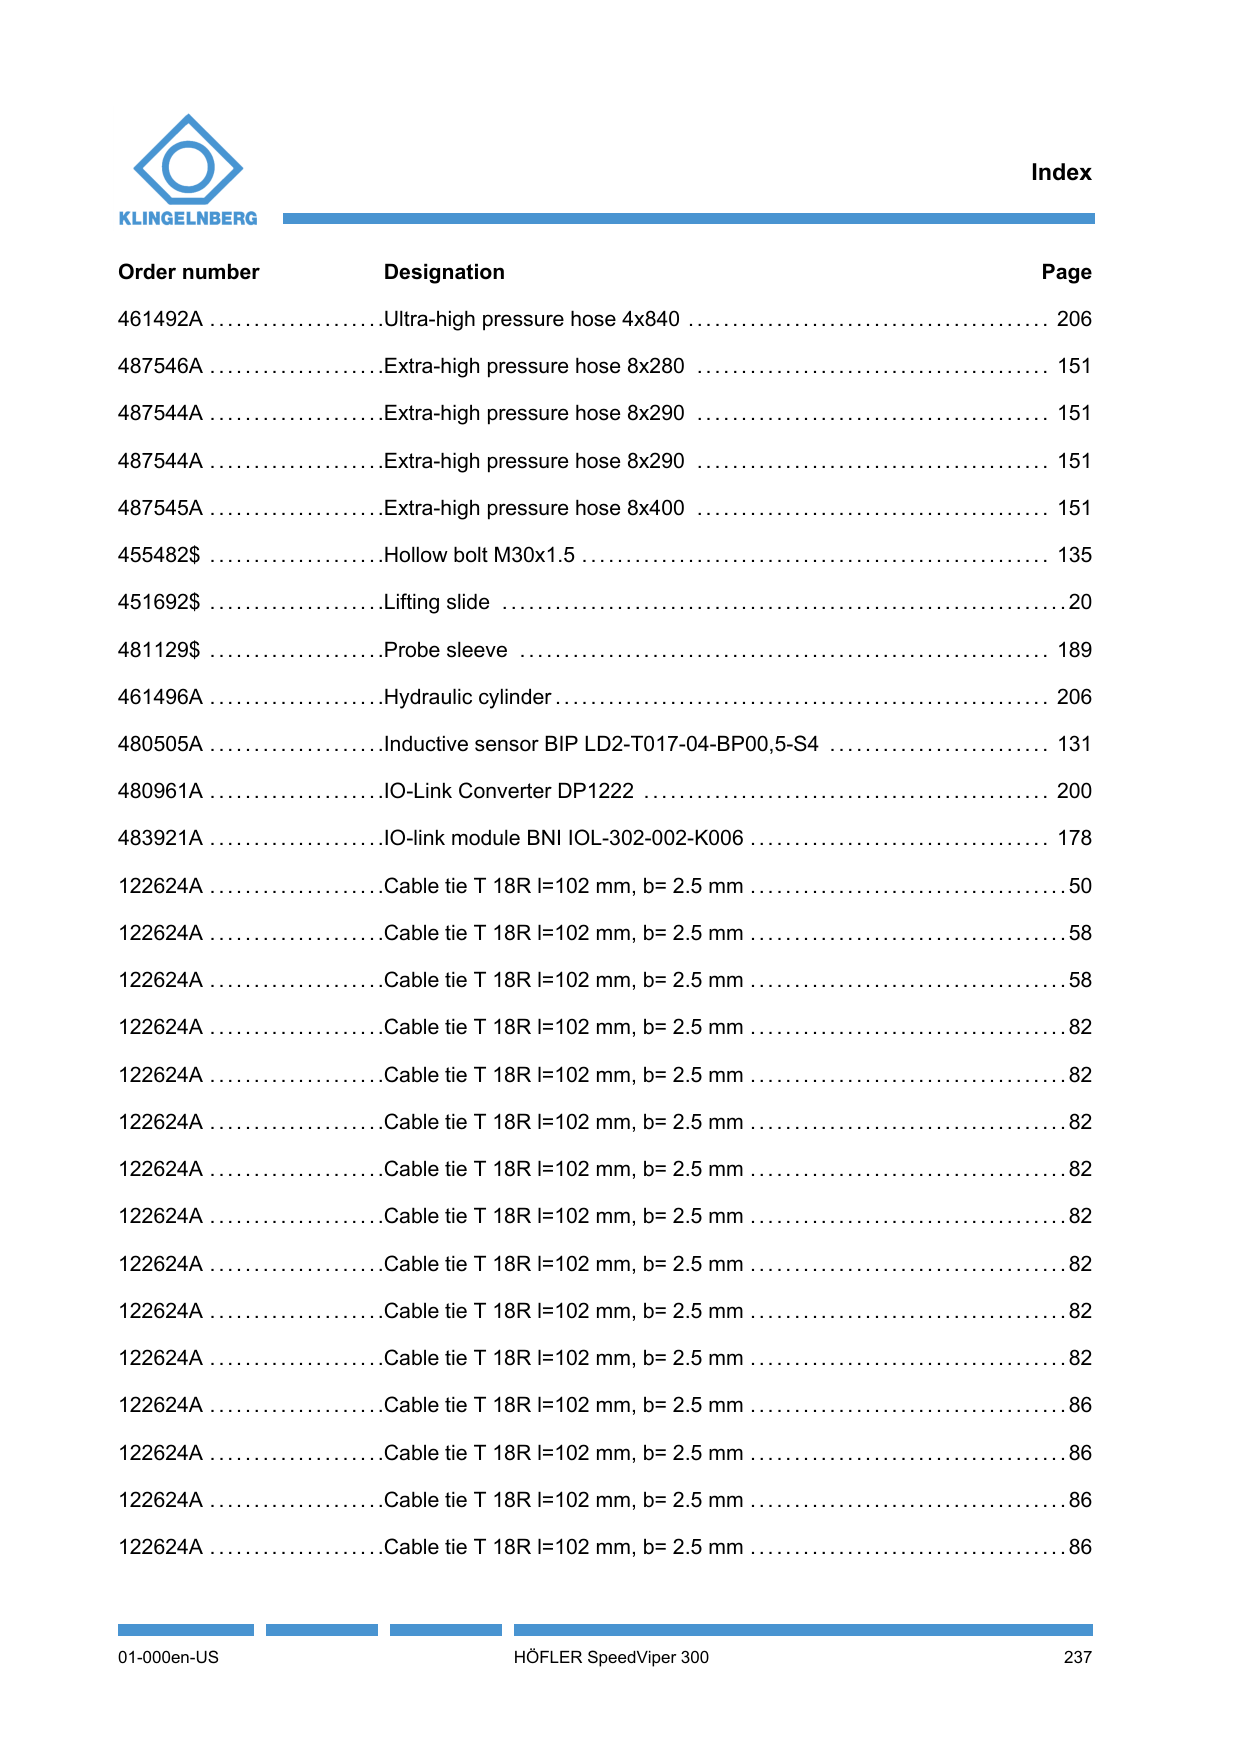 Index
KLINGELNBERG
Order number Designation Page
461492A ....................Ultra-high pressure hose 4x840 ......................................... 206
487546A ....................Extra-high pressure hose 8x280 ........................................ 151
487544A ....................Extra-high pressure hose 8x290 ........................................ 151
487544A ....................Extra-high pressure hose 8x290 ........................................ 151
487545A ....................Extra-high pressure hose 8x400 ........................................ 151
455482$ ....................Hollow bolt M30x1.5 ..................................................... 135
451692$ ....................Lifting slide ................................................................20
481129$ ....................Probe sleeve ............................................................ 189
461496A ....................Hydraulic cylinder ........................................................ 206
480505A ....................Inductive sensor BIP LD2-T017-04-BP00,5-S4 ......................... 131
480961A ....................IO-Link Converter DP1222 .............................................. 200
483921A ....................IO-link module BNI IOL-302-002-K006 .................................. 178
122624A ....................Cable tie T 18R l=102 mm, b= 2.5 mm ....................................50
122624A ....................Cable tie T 18R l=102 mm, b= 2.5 mm ....................................58
122624A ....................Cable tie T 18R l=102 mm, b= 2.5 mm ....................................58
122624A ....................Cable tie T 18R l=102 mm, b= 2.5 mm ....................................82
122624A ....................Cable tie T 18R l=102 mm, b= 2.5 mm ....................................82
122624A ....................Cable tie T 18R l=102 mm, b= 2.5 mm ....................................82
122624A ....................Cable tie T 18R l=102 mm, b= 2.5 mm ....................................82
122624A ....................Cable tie T 18R l=102 mm, b= 2.5 mm ....................................82
122624A ....................Cable tie T 18R l=102 mm, b= 2.5 mm ....................................82
122624A ....................Cable tie T 18R l=102 mm, b= 2.5 mm ....................................82
122624A ....................Cable tie T 18R l=102 mm, b= 2.5 mm ....................................82
122624A ....................Cable tie T 18R l=102 mm, b= 2.5 mm ....................................86
122624A ....................Cable tie T 18R l=102 mm, b= 2.5 mm ....................................86
122624A ....................Cable tie T 18R l=102 mm, b= 2.5 mm ....................................86
122624A ....................Cable tie T 18R l=102 mm, b= 2.5 mm ....................................86
01-000en-US HÖFLER SpeedViper 300 237